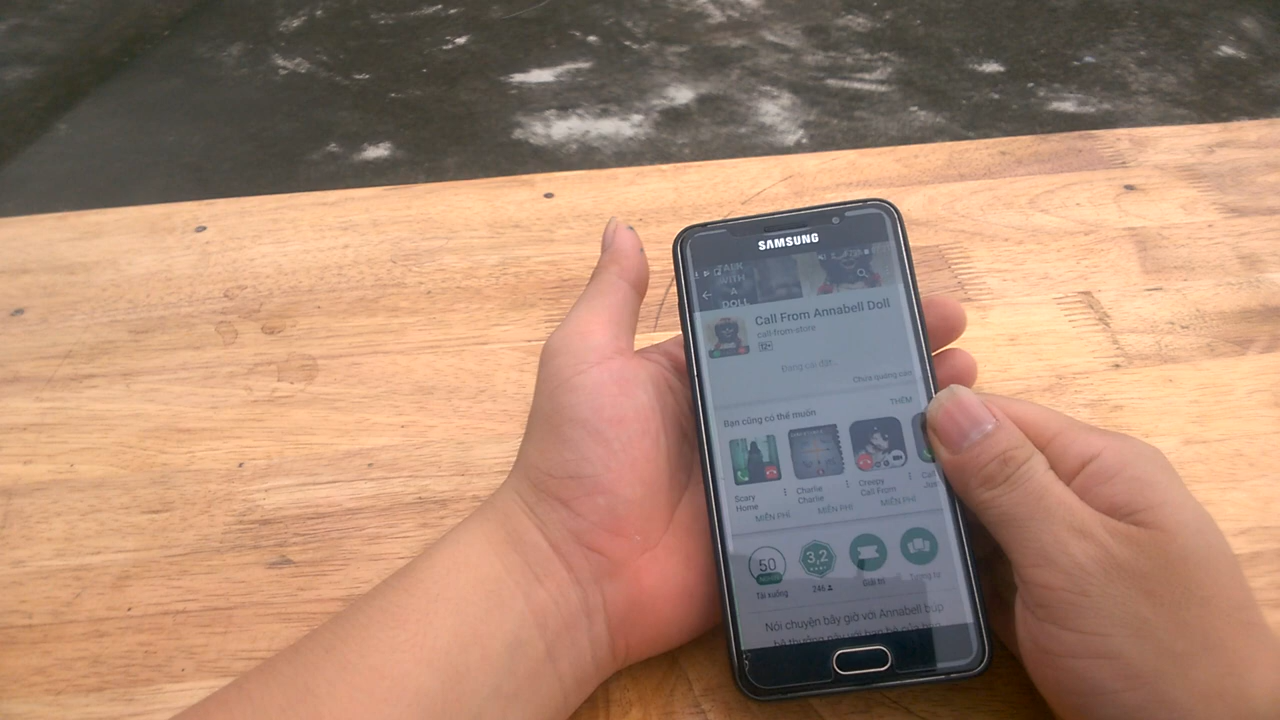 SAMSUNG
TALK
WITH
A
DOLL
Call From Annabell Doll
call-from-store
12+
Đang cài đặt...
Chứa quảng cáo
Bạn cũng có thể muốn
THÊM
Scary
Home
MIỄN PHÍ
Charlie
Charlie
MIỄN PHÍ
Creepy
Call From
MIỄN PHÍ
50
Tải xuống
3,2
246
Giải trí
Tương tự
Nói chuyện bây giờ với Annabell búp